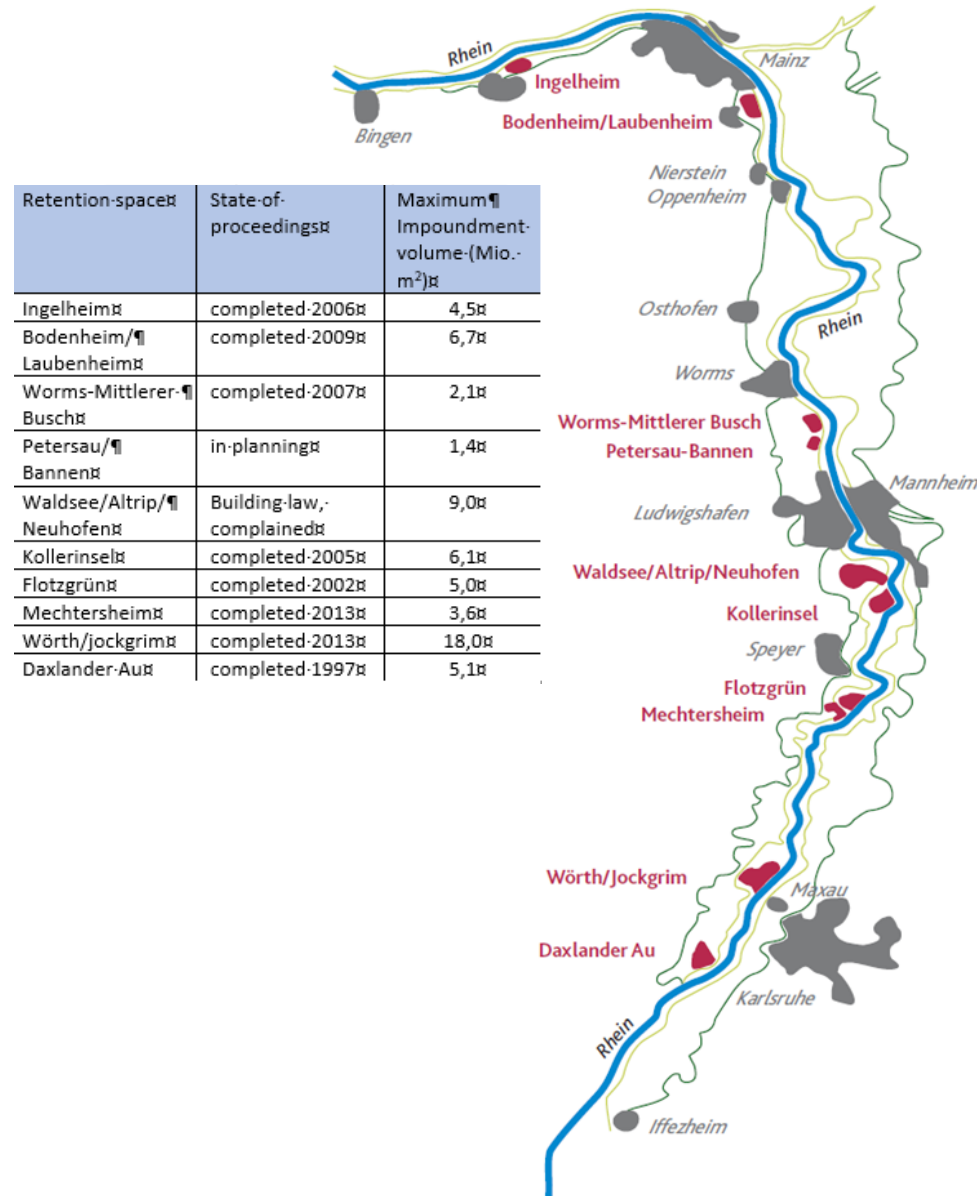 Rhein
Mainz
Ingelheim
Bodenheim/Laubenheim
Bingen
Nierstein
Oppenheim
Retention·space¤ State·of· Maximum¶
proceedings¤ Impoundment·
volume·(Mio.·
m²)¤
Ingelheim¤ completed·2006¤ 4,5¤
Bodenheim/¶ completed·2009¤ 6,7¤
Laubenheim¤
Worms-Mittlerer·¶ completed·2007¤ 2,1¤
Busch¤
Petersau/¶ in·planning¤ 1,4¤
Bannen¤
Waldsee/Altrip/¶ Building·law,· 9,0¤
Neuhofen¤ complained¤
Kollerinsel¤ completed·2005¤ 6,1¤
Flotzgrün¤ completed·2002¤ 5,0¤
Mechtersheim¤ completed·2013¤ 3,6¤
Wörth/jockgrim¤ completed·2013¤ 18,0¤
Daxlander·Au¤ completed·1997¤ 5,1¤
Osthofen
Rhein
Worms
Worms-Mittlerer Busch
Petersau-Bannen
Mannheim
Ludwigshafen
Waldsee/Altrip/Neuhofen
Kollerinsel
Speyer
Flotzgrün
Mechtersheim
Wörth/Jockgrim
Maxau
Daxlander Au
Karlsruhe
Rhein
Iffezheim